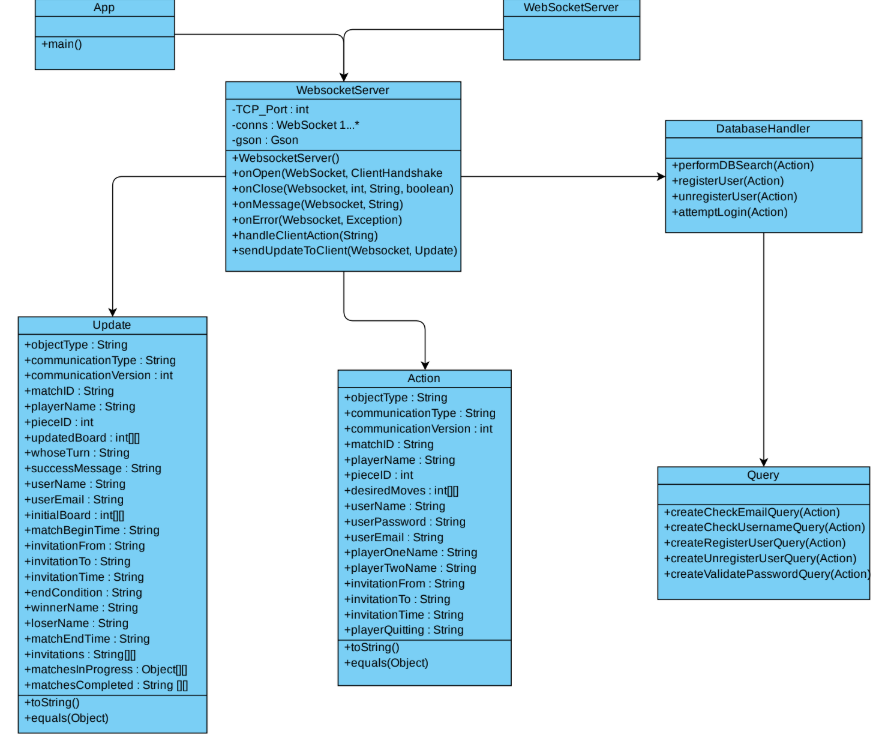 App
+main()
WebSocketServer
WebsocketServer
-TCP_Port : int
-conns : WebSocket 1...*
-gson : Gson
+WebsocketServer()
+onOpen(WebSocket, ClientHandshake
+onClose(Websocket, int, String, boolean)
+onMessage(Websocket, String)
+onError(Websocket, Exception)
+handleClientAction(String)
+sendUpdateToClient(Websocket, Update)
DatabaseHandler
+performDBSearch(Action)
+registerUser(Action)
+unregisterUser(Action)
+attemptLogin(Action)
Update
+objectType : String
+communicationType : String
+communicationVersion : int
+matchID : String
+playerName : String
+pieceID : int
+updatedBoard : int[][]
+whoseTurn : String
+successMessage : String
+userName : String
+userEmail : String
+initialBoard : int[][]
+matchBeginTime : String
+invitationFrom : String
+invitationTo : String
+invitationTime : String
+endCondition : String
+winnerName : String
+loserName : String
+matchEndTime : String
+invitations : String[][]
+matchesInProgress : Object[][]
+matchesCompleted : String [][]
+toString()
+equals(Object)
Action
+objectType : String
+communicationType : String
+communicationVersion : int
+matchID : String
+playerName : String
+pieceID : int
+desiredMoves : int[][]
+userName : String
+userPassword : String
+userEmail : String
+playerOneName : String
+playerTwoName : String
+invitationFrom : String
+invitationTo : String
+invitationTime : String
+playerQuitting : String
+toString()
+equals(Object)
Query
+createCheckEmailQuery(Action)
+createCheckUsernameQuery(Action)
+createRegisterUserQuery(Action)
+createUnregisterUserQuery(Action)
+createValidatePasswordQuery(Action)